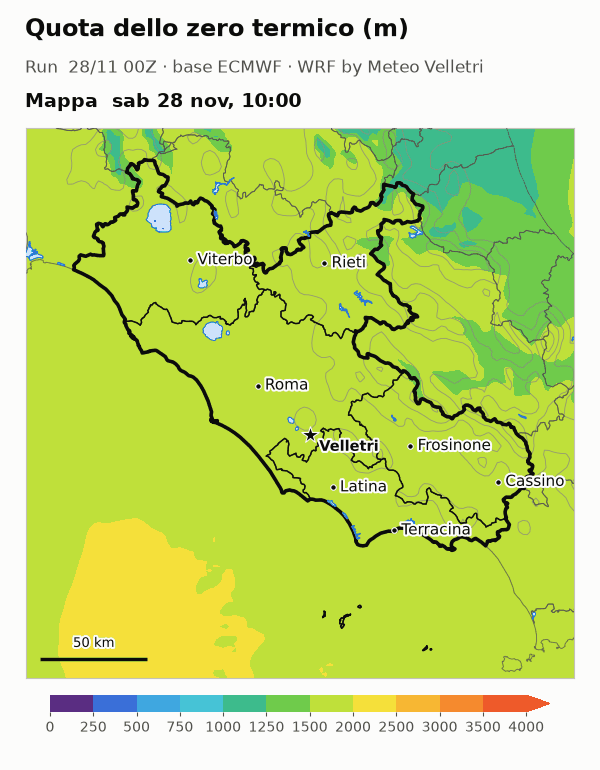 Quota dello zero termico (m)
Run  28/11 00Z · base ECMWF · WRF by Meteo Velletri
Mappa  sab 28 nov, 10:00
Viterbo
Rieti
Roma
Velletri
Frosinone
Cassino
Latina
Terracina
50 km
0 250 500 750 1000 1250 1500 2000 2500 3000 3500 4000